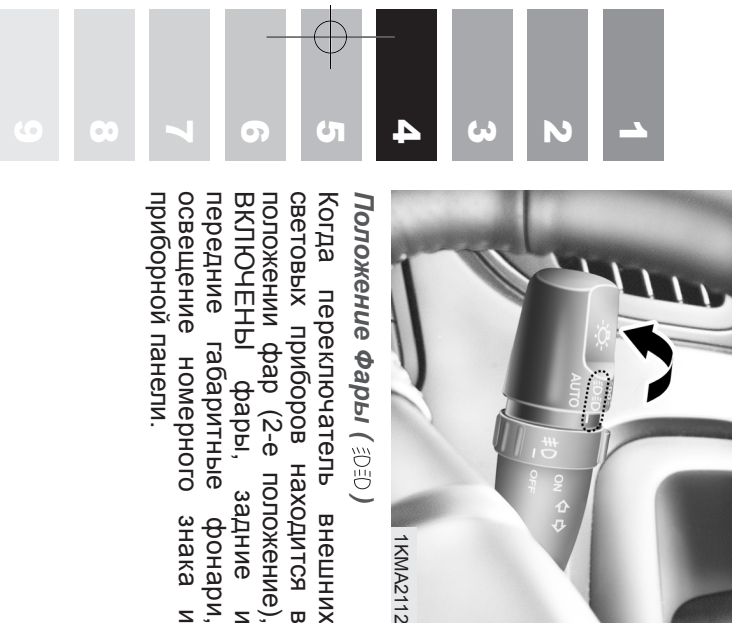 1
2
3
4
5
6
7
8
9
AUTO
ON
OFF
1KMA2112
Положение Фары ( )
Когда переключатель внешних
световых приборов находится в
положении фар (2-е положение),
ВКЛЮЧЕНЫ фары, задние и
передние габаритные фонари,
освещение номерного знака и
приборной панели.